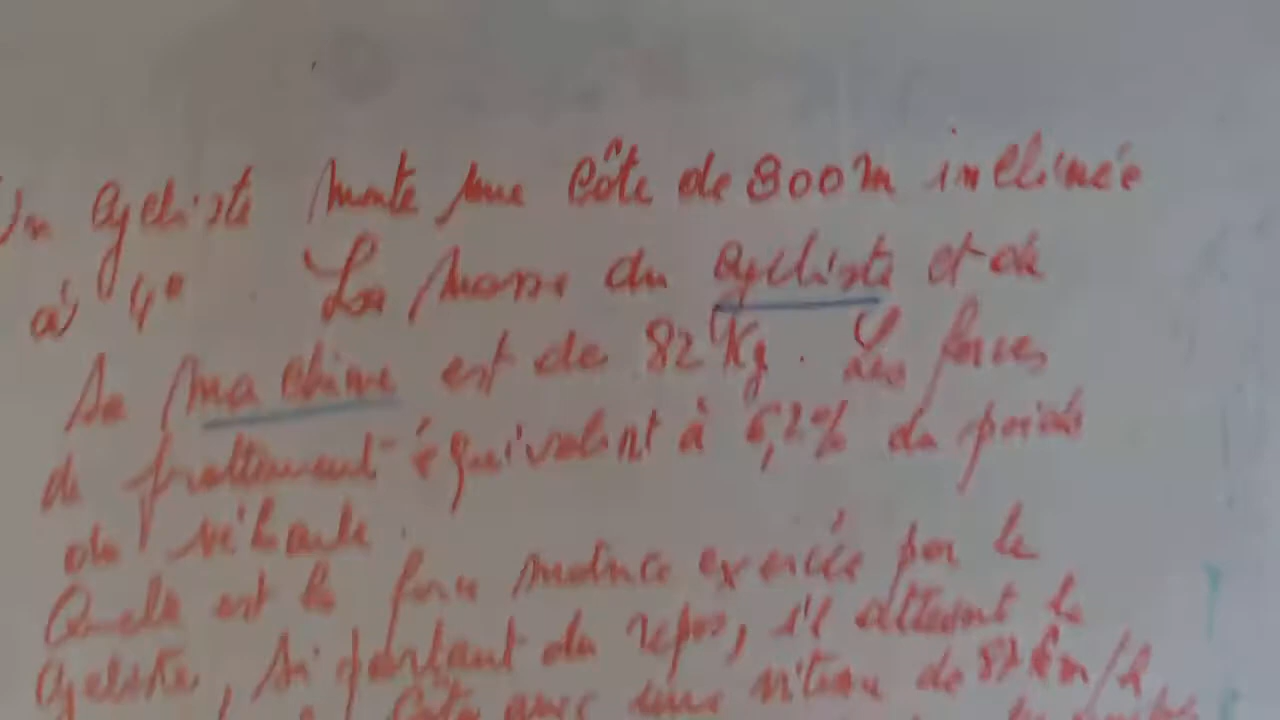 Un cycliste monte une côte de 800m inclinée
à 4° . La masse du cycliste et de
sa machine est de 82 Kg. Les forces
de frottement équivalent à 6,2% du poids
du véhicule.
Quelle est la force motrice exercée par le
cycliste, si partant du repos, il atteint le
côte avec une vitesse de km/h